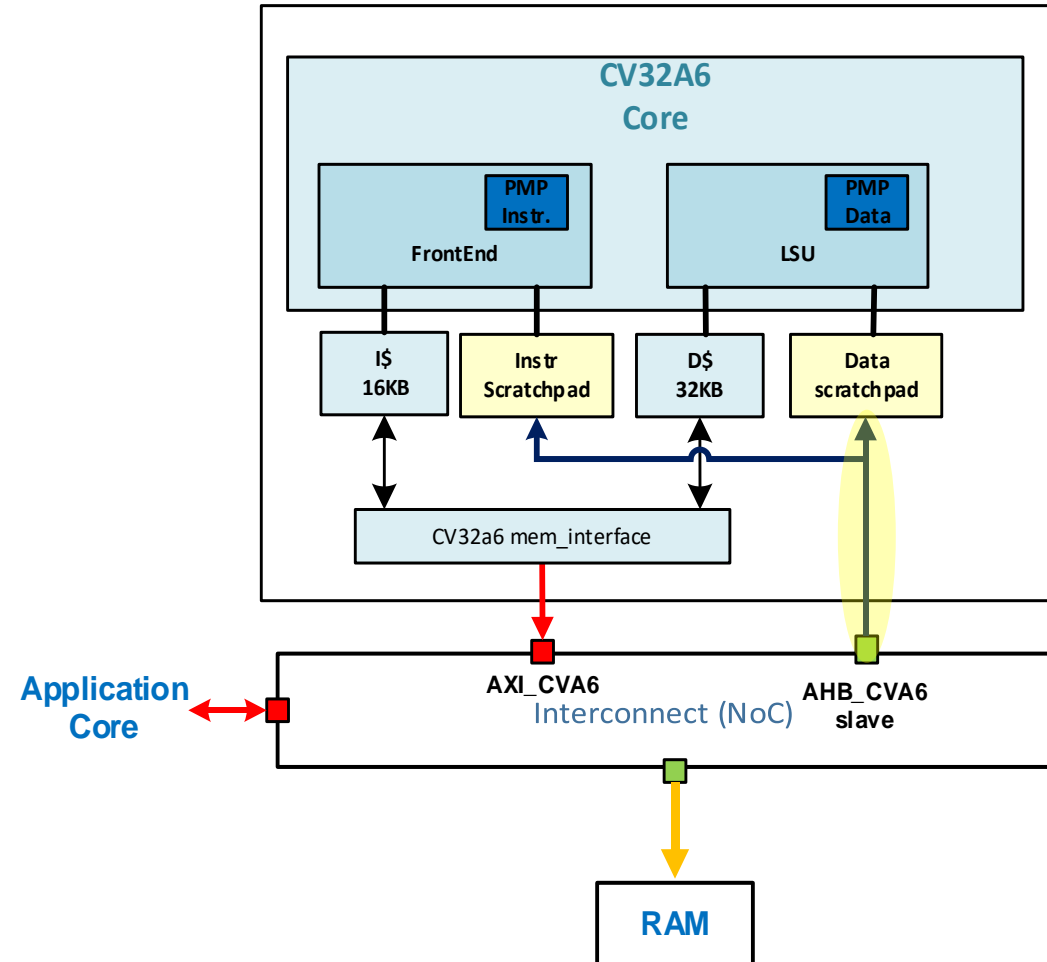 CV32A6
Core
PMP
Instr.
FrontEnd
PMP
Data
LSU
I$
16KB
Instr
Scratchpad
D$
32KB
Data
scratchpad
CV32a6 mem_interface
AXI_CVA6
AHB_CVA6
slave
Interconnect (NoC)
Application
Core
RAM